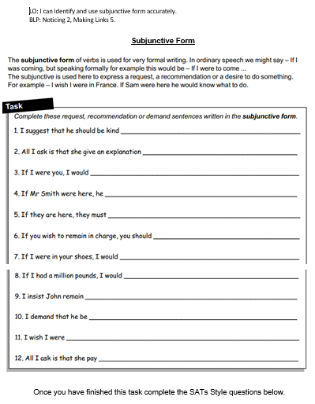 LO: I can identify and use subjunctive form accurately.
BLP: Noticing 2, Making Links 5.
Subjunctive Form
The subjunctive form of verbs is used for very formal writing. In ordinary speech we might say – If I
was coming, but speaking formally for example this would be – If I were to come ...
The subjunctive is used here to express a request, a recommendation or a desire to do something.
For example – I wish I were in France. If Sam were here he would know what to do.
Task
Complete these request, recommendation or demand sentences written in the subjunctive form.
1. I suggest that he should be kind
2. All I ask is that she give an explanation
3. If I were you, I would
4. If Mr Smith were here, he
5. If they are here, they must
6. If you wish to remain in charge, you should
7. If I were in your shoes, I would
8. If I had a million pounds, I would
9. I insist John remain
10. I demand that he be
11. I wish I were
12. All I ask is that she pay
Once you have finished this task complete the SATs Style questions below.